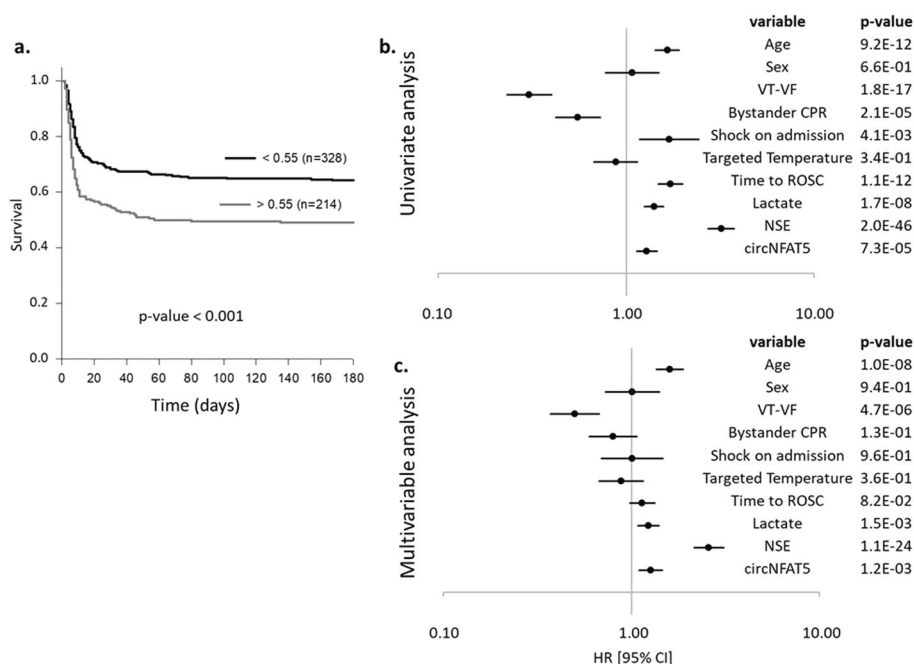 a.
Survival
1.0
0.8
0.6
0.4
0.2
0.0
< 0.55 (n=328)
> 0.55 (n=214)
p-value < 0.001
0 20 40 60 80 100 120 140 160 180
Time (days)
b.
Univariate analysis
variable p-value
Age 9.2E-12
Sex 6.6E-01
VT-VF 1.8E-17
Bystander CPR 2.1E-05
Shock on admission 4.1E-03
Targeted Temperature 3.4E-01
Time to ROSC 1.1E-12
Lactate 1.7E-08
NSE 2.0E-46
circNFAT5 7.3E-05
0.10 1.00 10.00
c.
Multivariable analysis
variable p-value
Age 1.0E-08
Sex 9.4E-01
VT-VF 4.7E-06
Bystander CPR 1.3E-01
Shock on admission 9.6E-01
Targeted Temperature 3.6E-01
Time to ROSC 8.2E-02
Lactate 1.5E-03
NSE 1.1E-24
circNFAT5 1.2E-03
0.10 1.00 10.00
HR [95% CI]